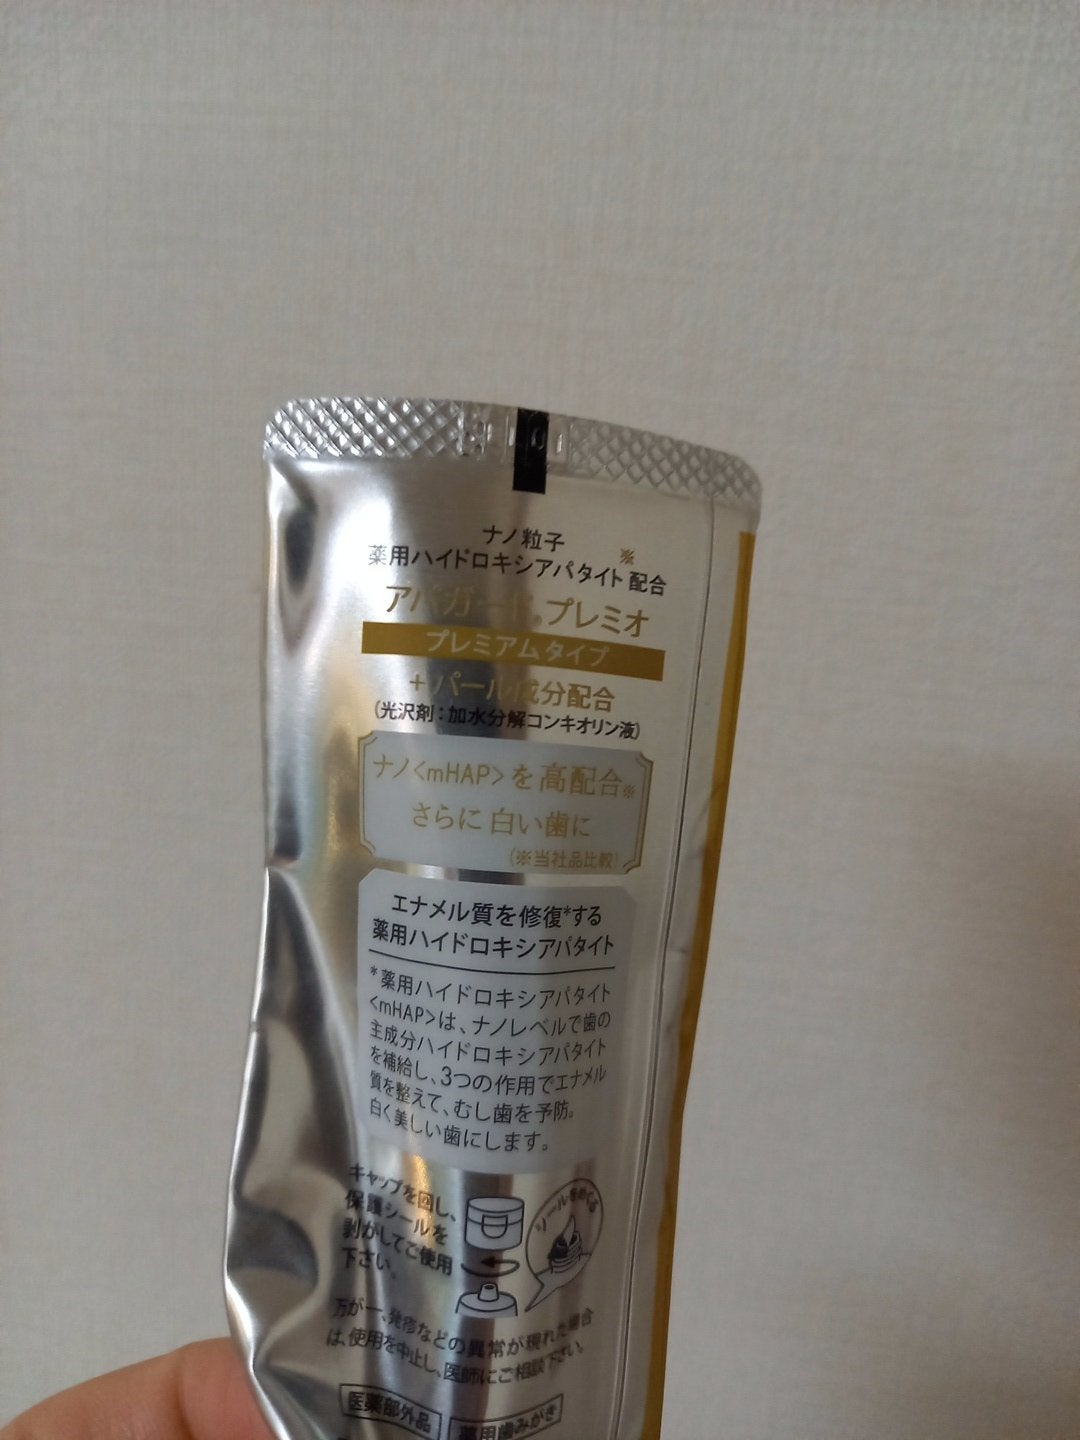 ナノ粒子
薬用ハイドロキシアパタイト※配合
アパガード®プレミオ
プレミアムタイプ
+パール成分配合
(光沢剤:加水分解コンキオリン液)
ナノ<mHAP>を高配合※
さらに白い歯に
(※当社品比較)
エナメル質を修復*する
薬用ハイドロキシアパタイト
*薬用ハイドロキシアパタイト
<mHAP>は、ナノレベルで歯の
主成分ハイドロキシアパタイト
を補給し、3つの作用でエナメル
質を整えて、むし歯を予防。
白く美しい歯にします。
キャップを回し、
保護シールを
剥がしてご使用
下さい。
シールをめくる
万が一、発疹などの異常が現れた場合
は、使用を中止し、医師にご相談下さい。
医薬部外品 薬用歯みがき